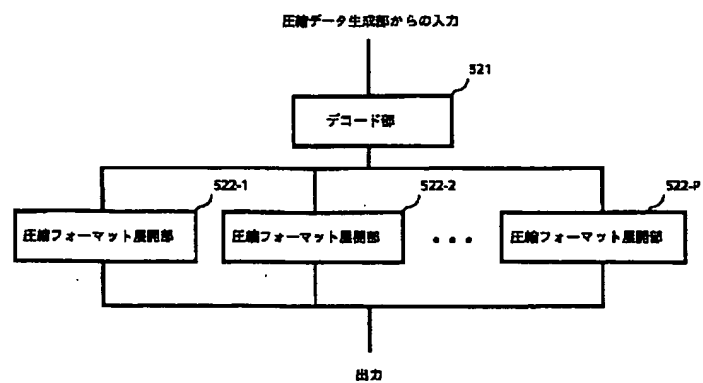 圧縮データ生成部からの入力
521
デコード部
522-1
522-2
522-P
圧縮フォーマット展開部
圧縮フォーマット展開部
・・・
圧縮フォーマット展開部
出力